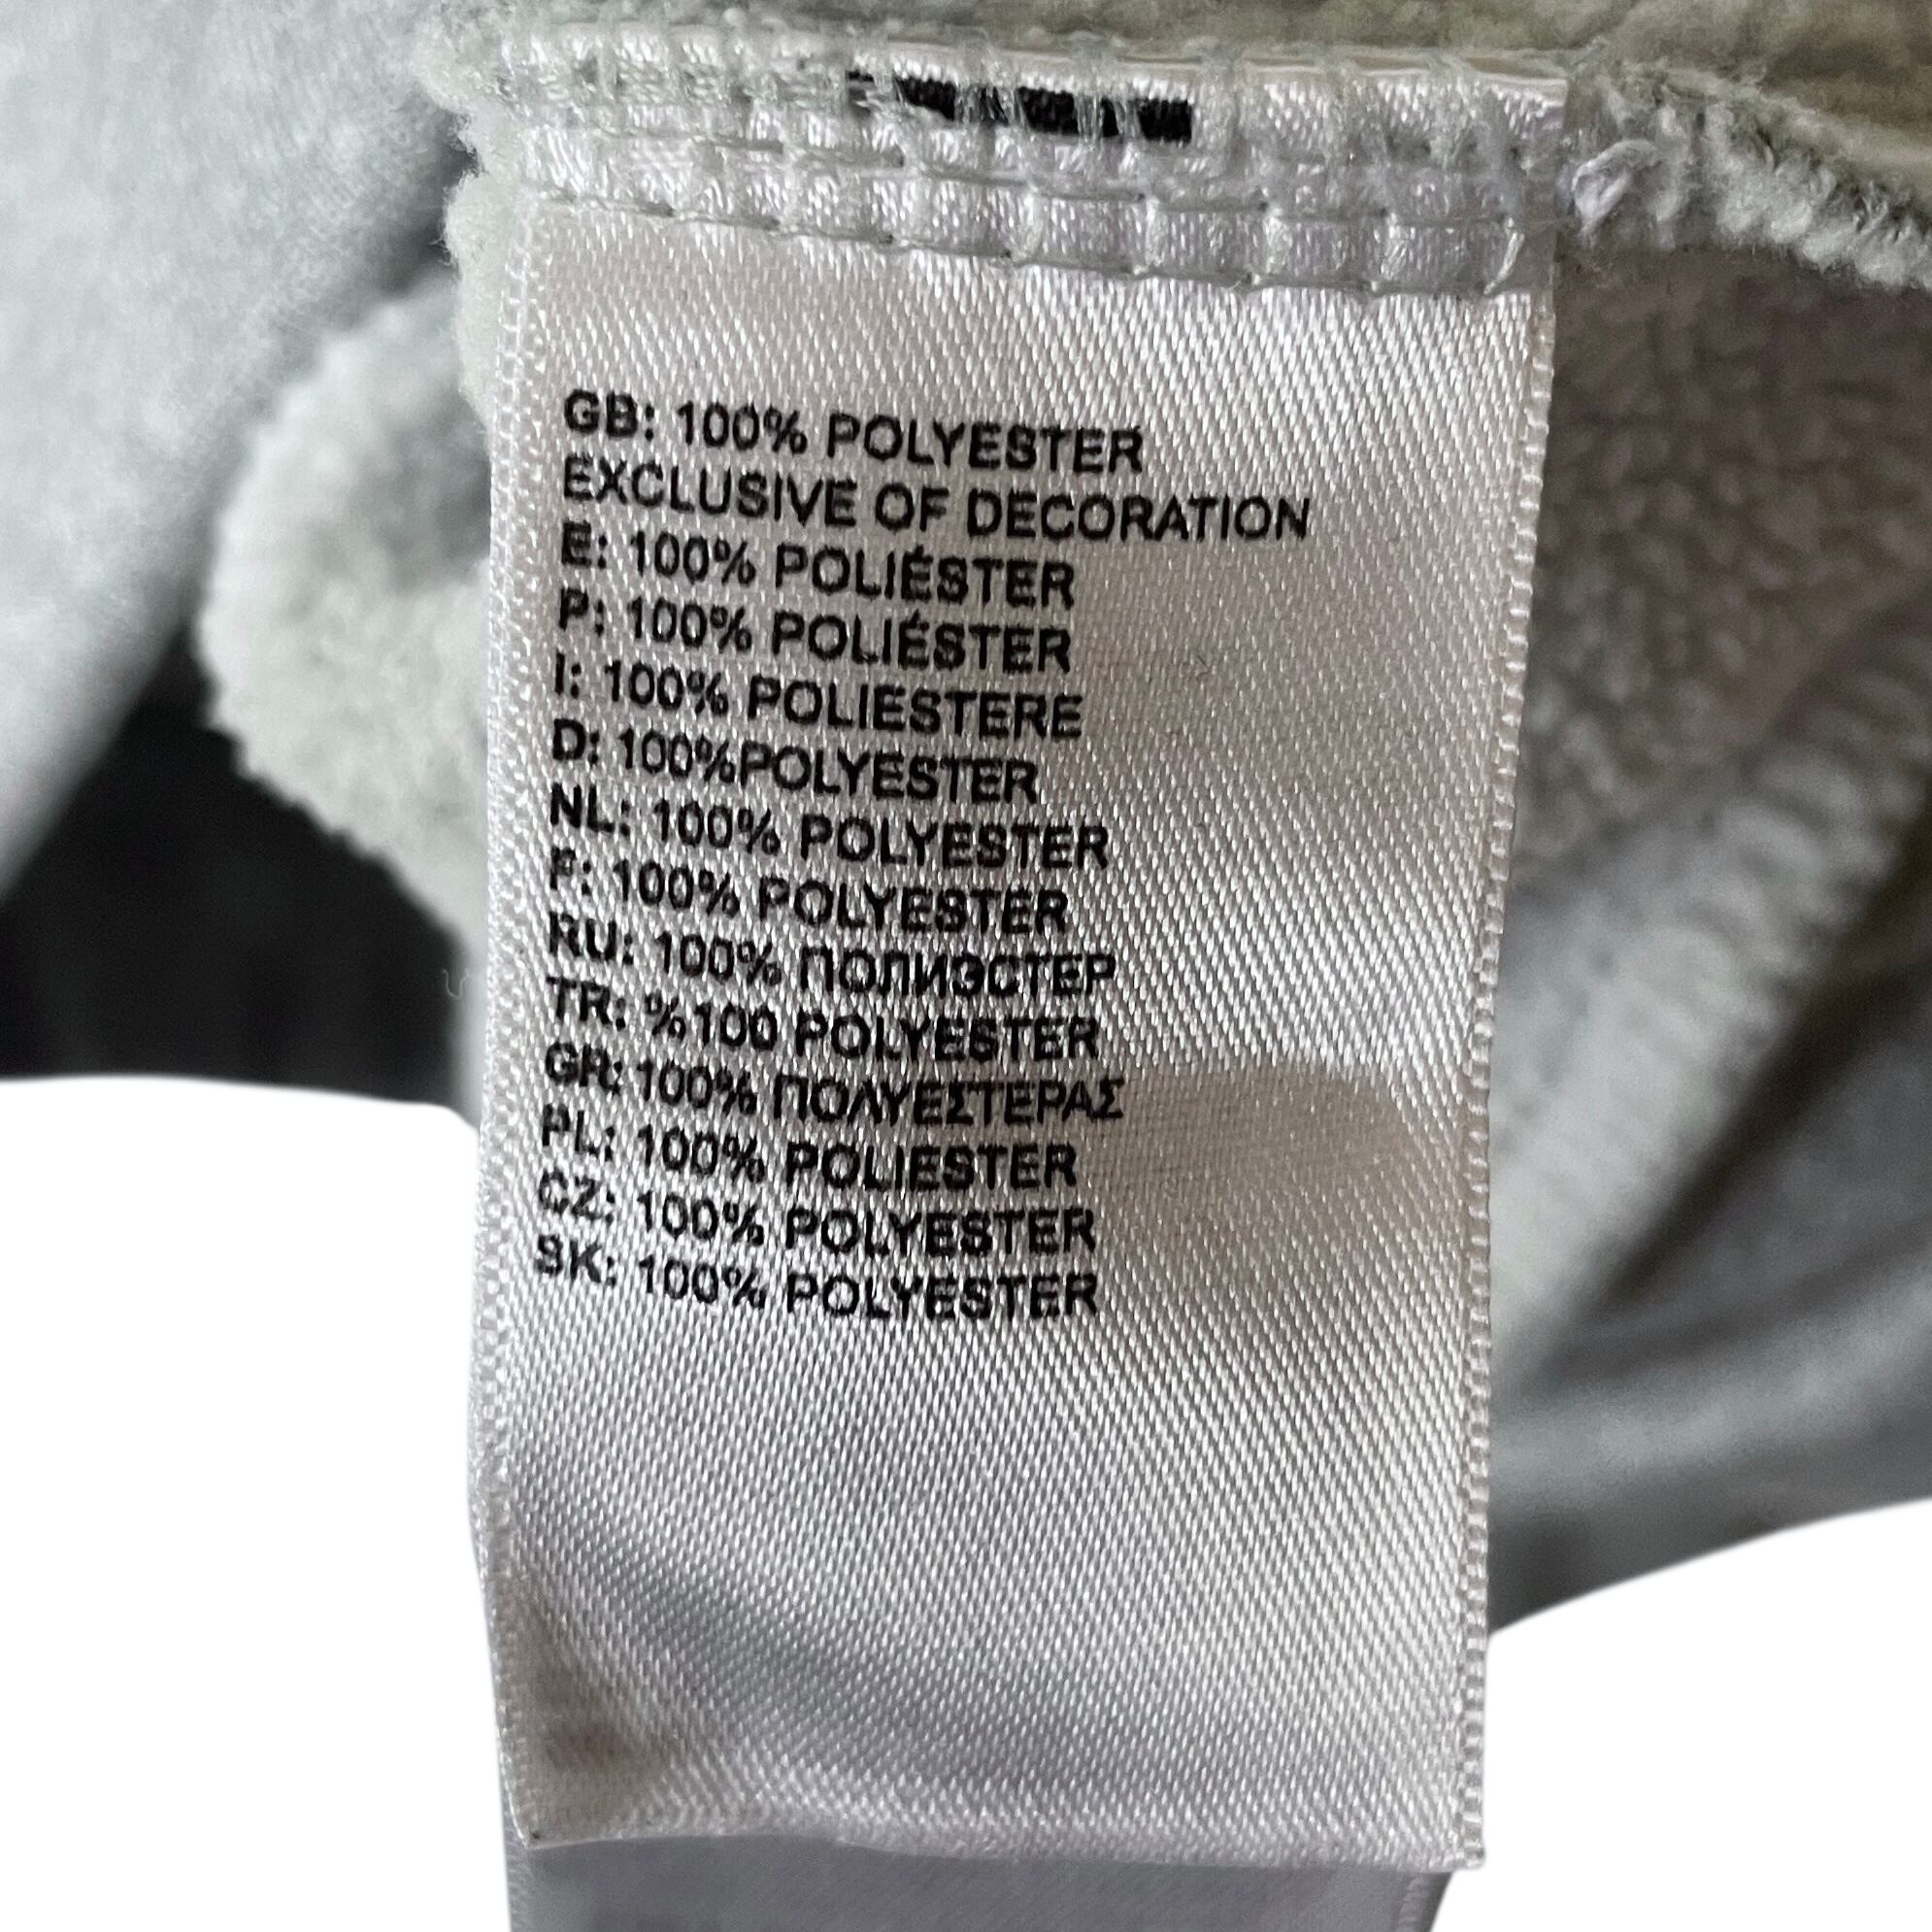 GB: 100% POLYESTER
EXCLUSIVE OF DECORATION
E: 100% POLIÉSTER
P: 100% POLIÉSTER
I: 100% POLIESTERE
D: 100%POLYESTER
NL: 100% POLYESTER
F: 100% POLYESTER
RU: 100% ПОЛИЭСТЕР
TR: %100 POLYESTER
GR: 100% ΠΟΛΥΕΣΤΕΡΑΣ
PL: 100% POLIESTER
CZ: 100% POLYESTER
SK: 100% POLYESTER